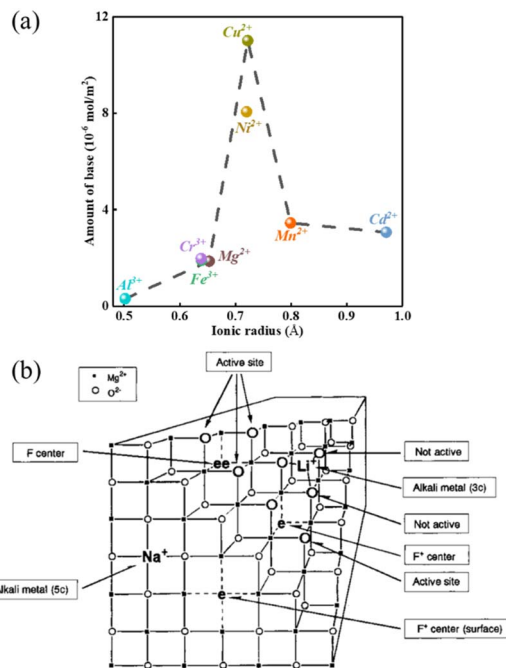 (a)
Amount of base (10⁻⁶ mol/m²)
12
8
4
0
Cu²⁺
Ni²⁺
Cr³⁺
Mg²⁺
Fe³⁺
Al³⁺
Mn²⁺
Cd²⁺
0.5 0.6 0.7 0.8 0.9 1.0
Ionic radius (Å)
(b)
Active site
Mg²⁺
O²⁻
F center
ee
Li⁺
Not active
Alkali metal (3c)
Not active
e
F⁺ center
Na⁺
Active site
Alkali metal (5c)
e
F⁺ center (surface)